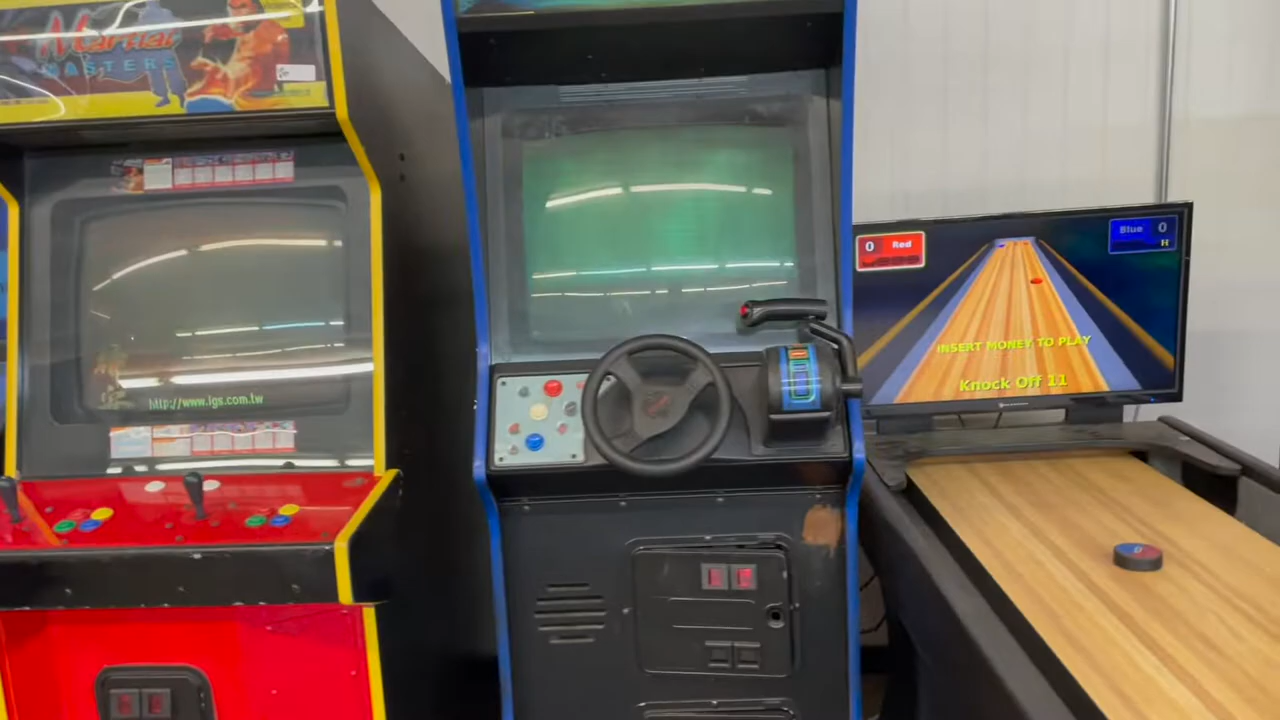 Martial
MASTERS
http://www.igs.com.tw
0 Red
Blue 0
H
INSERT MONEY TO PLAY
Knock Off 11